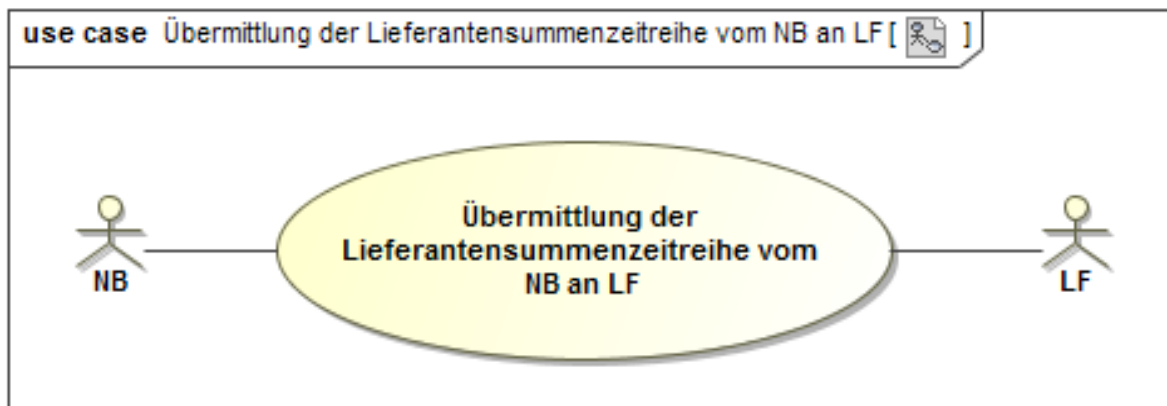 use case Übermittlung der Lieferantensummenzeitreihe vom NB an LF [ ]
Übermittlung der
Lieferantensummenzeitreihe vom
NB an LF
NB
LF